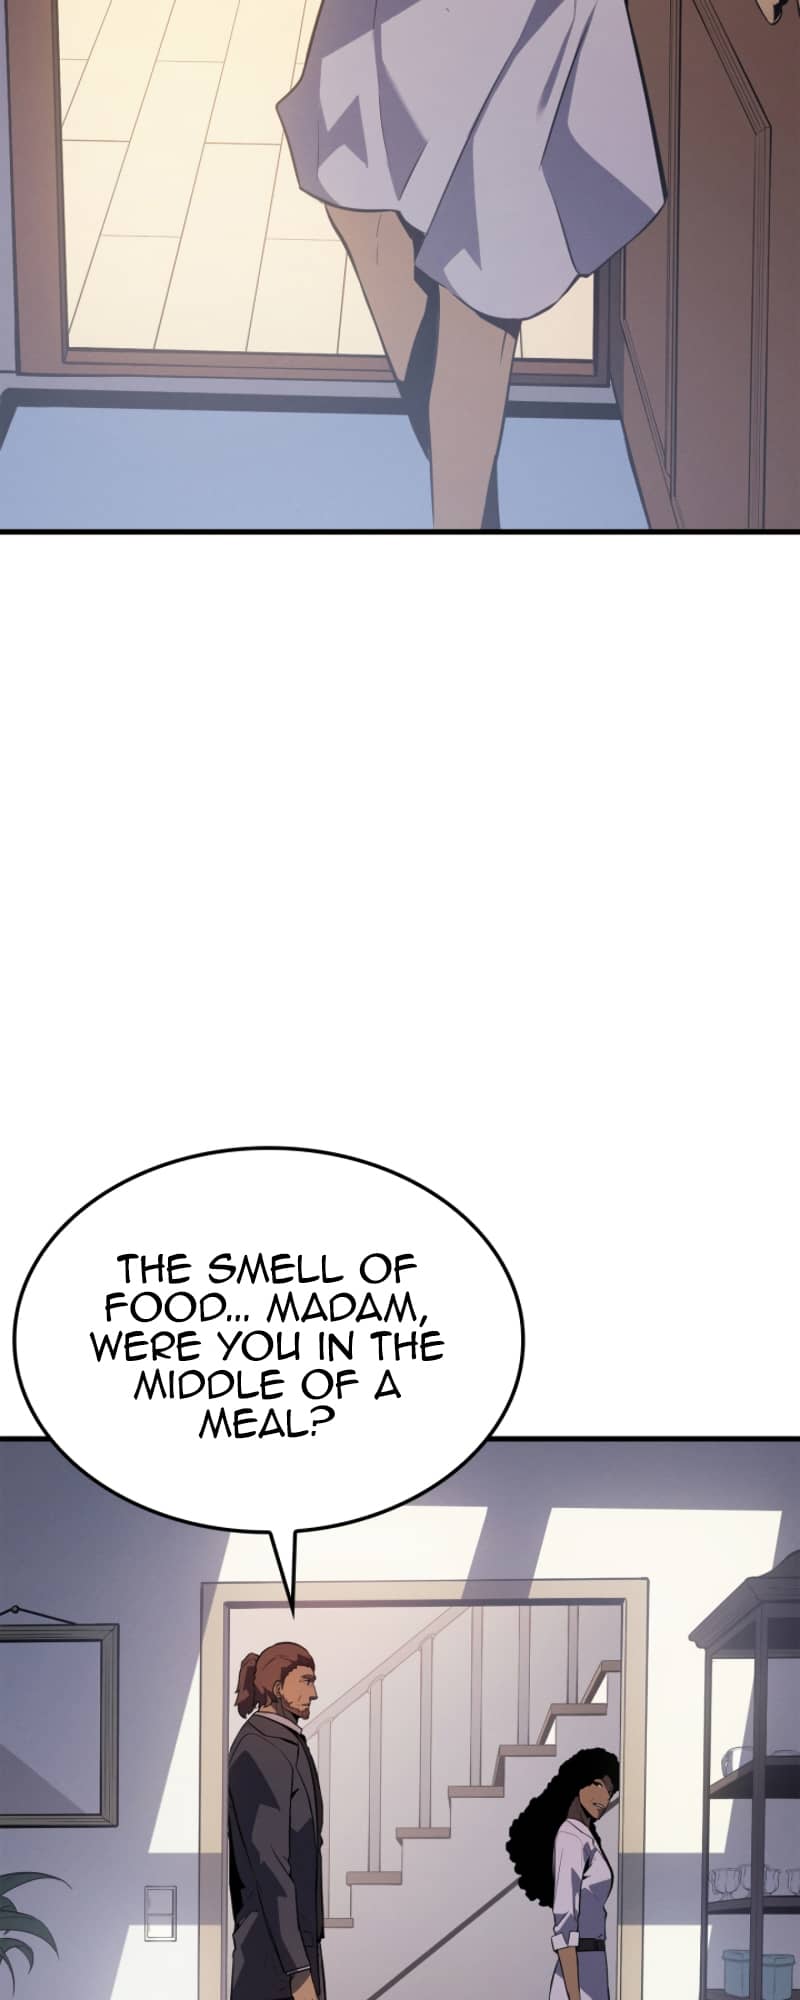 THE SMELL OF
FOOD... MADAM,
WERE YOU IN THE
MIDDLE OF A
MEAL?